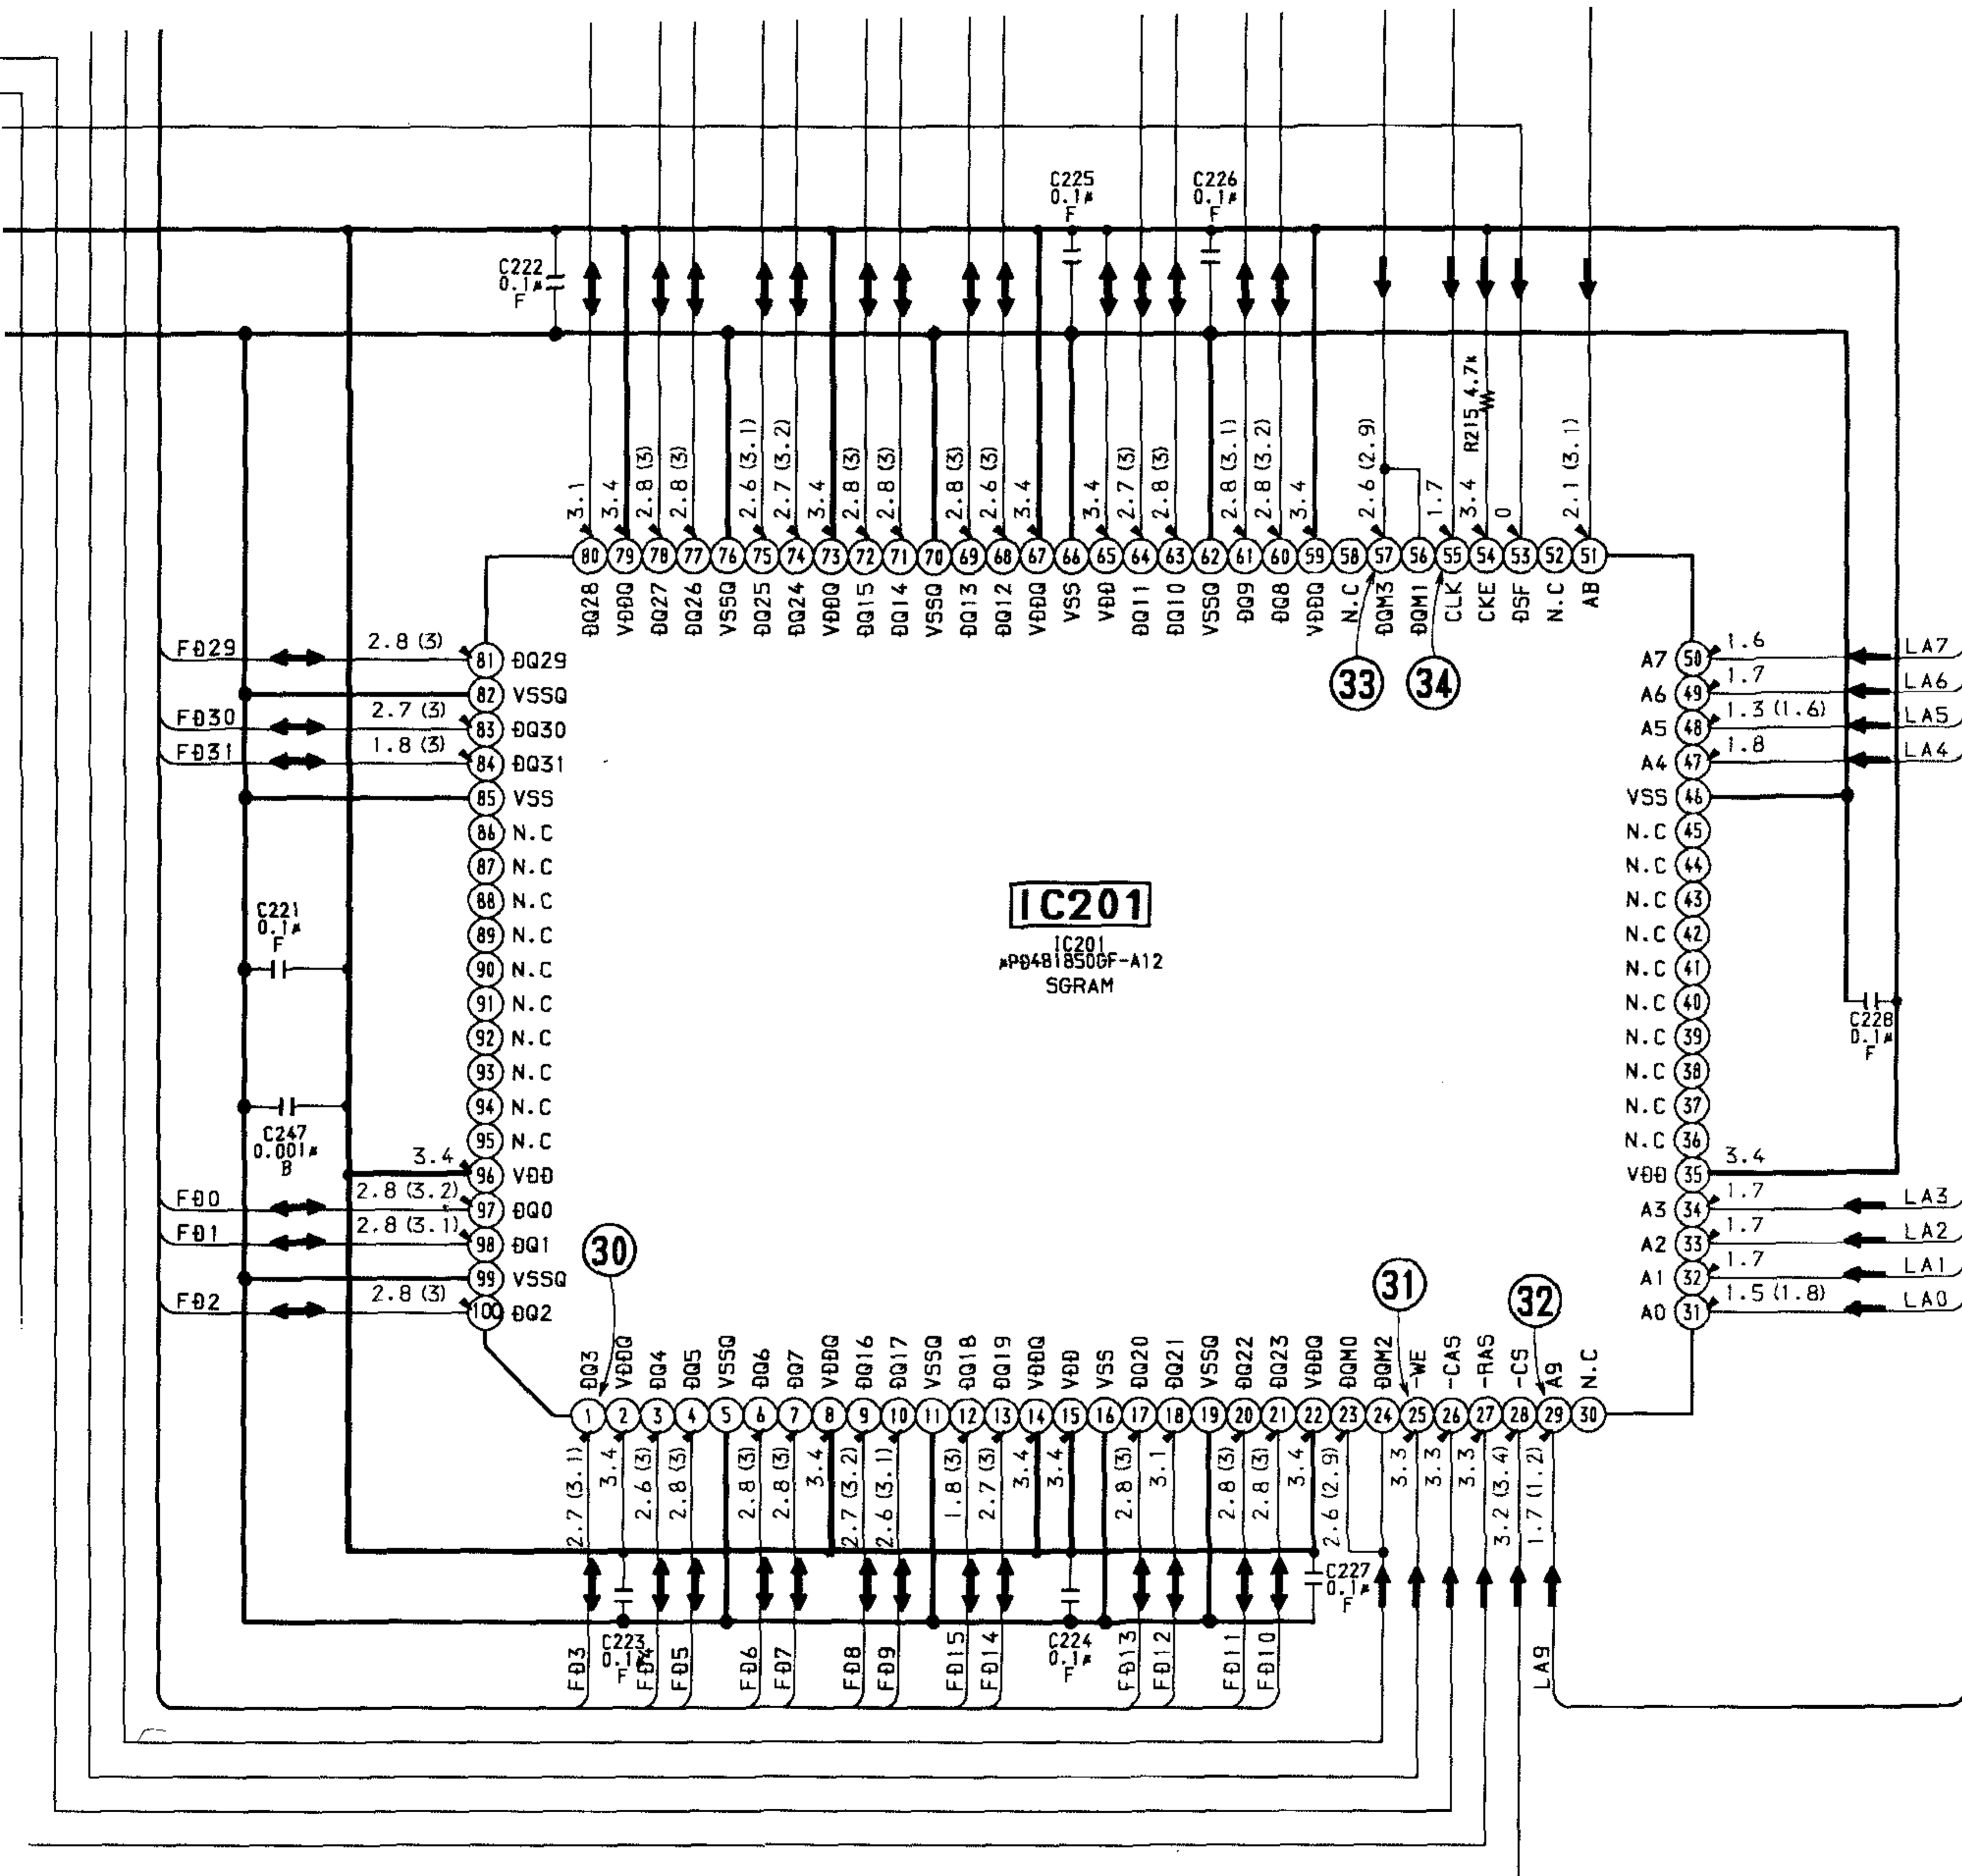 C225
0.1µ
F
C226
0.1µ
F
C222
0.1µ
F
R215 4.7k
3.1
3.4
2.8 (3)
2.8 (3)
2.6 (3.1)
2.7 (3.2)
3.4
2.8 (3)
2.8 (3)
2.8 (3)
2.6 (3)
3.4
3.4
2.7 (3)
2.8 (3)
2.8 (3.1)
2.8 (3.2)
3.4
2.6 (2.9)
1.7
3.4
0
2.1 (3.1)
80 79 78 77 76 75 74 73 72 71 70 69 68 67 66 65 64 63 62 61 60 59 58 57 56 55 54 53 52 51
DQ28
VDDQ
DQ27
DQ26
VSSQ
DQ25
DQ24
VDDQ
DQ15
DQ14
VSSQ
DQ13
DQ12
VDDQ
VSS
VDD
DQ11
DQ10
VSSQ
DQ9
DQ8
VDDQ
N.C
DQM3
DQM1
CLK
CKE
DSF
N.C
AB
33
34
FD29 2.8 (3) 81 DQ29
82 VSSQ
FD30 2.7 (3) 83 DQ30
FD31 1.8 (3) 84 DQ31
85 VSS
86 N.C
87 N.C
88 N.C
89 N.C
90 N.C
91 N.C
92 N.C
93 N.C
94 N.C
95 N.C
3.4 96 VDD
FD0 2.8 (3.2) 97 DQ0
FD1 2.8 (3.1) 98 DQ1
99 VSSQ
FD2 2.8 (3) 100 DQ2
C221
0.1µ
F
C247
0.001µ
B
IC201
IC201
µPD481850GF-A12
SGRAM
A7 50 1.6 LA7
A6 49 1.7 LA6
A5 48 1.3 (1.6) LA5
A4 47 1.8 LA4
VSS 46
N.C 45
N.C 44
N.C 43
N.C 42
N.C 41
N.C 40
N.C 39
N.C 38
N.C 37
N.C 36
VDD 35 3.4
A3 34 1.7 LA3
A2 33 1.7 LA2
A1 32 1.7 LA1
A0 31 1.5 (1.8) LA0
C228
0.1µ
F
30
31
32
DQ3
VDDQ
DQ4
DQ5
VSSQ
DQ6
DQ7
VDDQ
DQ16
DQ17
VSSQ
DQ18
DQ19
VDDQ
VDD
VSS
DQ20
DQ21
VSSQ
DQ22
DQ23
VDDQ
DQM0
DQM2
-WE
-CAS
-RAS
-CS
A9
N.C
1 2 3 4 5 6 7 8 9 10 11 12 13 14 15 16 17 18 19 20 21 22 23 24 25 26 27 28 29 30
2.7 (3.1)
3.4
2.6 (3)
2.8 (3)
2.8 (3)
2.8 (3)
3.4
2.7 (3.2)
2.6 (3.1)
1.8 (3)
2.7 (3)
3.4
3.4
2.8 (3)
3.1
2.8 (3)
2.8 (3)
3.4
2.6 (2.9)
3.3
3.3
3.3
3.2 (3.4)
1.7 (1.2)
C227
0.1µ
F
C223
0.1µ
F
C224
0.1µ
F
FD3
FD4
FD5
FD6
FD7
FD8
FD9
FD15
FD14
FD13
FD12
FD11
FD10
LA9